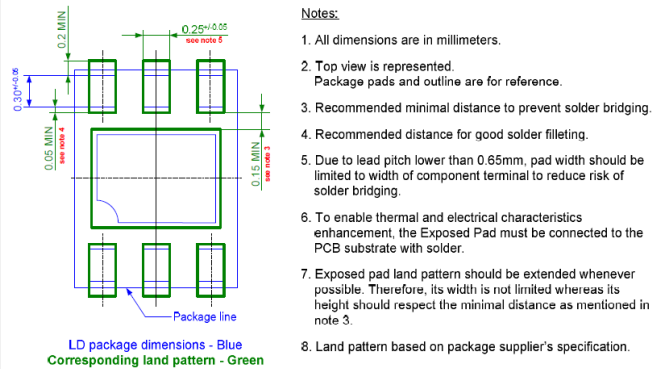 0.2 MIN
0.25+/-0.05
see note 5
0.30+/-0.05
0.05 MIN
see note 4
0.15 MIN
see note 3
Package line
LD package dimensions - Blue
Corresponding land pattern - Green
Notes:
1. All dimensions are in millimeters.
2. Top view is represented.
Package pads and outline are for reference.
3. Recommended minimal distance to prevent solder bridging.
4. Recommended distance for good solder filleting.
5. Due to lead pitch lower than 0.65mm, pad width should be
limited to width of component terminal to reduce risk of
solder bridging.
6. To enable thermal and electrical characteristics
enhancement, the Exposed Pad must be connected to the
PCB substrate with solder.
7. Exposed pad land pattern should be extended whenever
possible. Therefore, its width is not limited whereas its
height should respect the minimal distance as mentioned in
note 3.
8. Land pattern based on package supplier's specification.